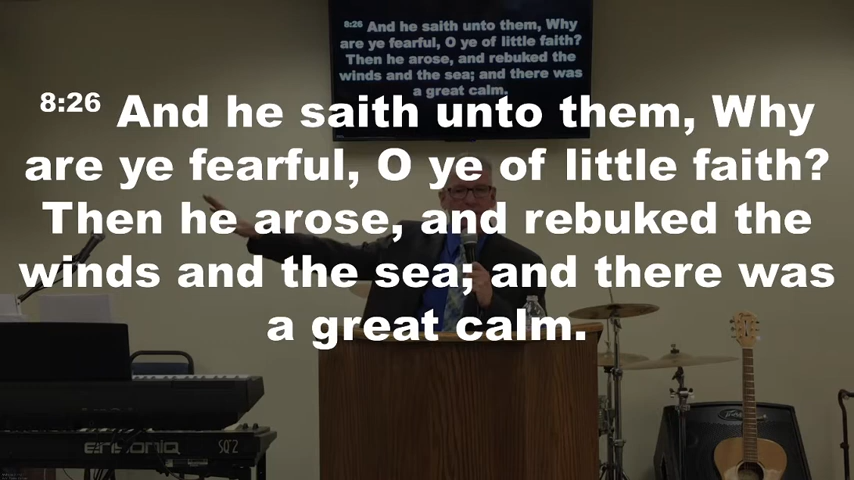 8:26 And he saith unto them, Why
are ye fearful, O ye of little faith?
Then he arose, and rebuked the
winds and the sea; and there was
a great calm.
8:26 And he saith unto them, Why
are ye fearful, O ye of little faith?
Then he arose, and rebuked the
winds and the sea; and there was
a great calm.
ensoniq SQ2
PEAVEY